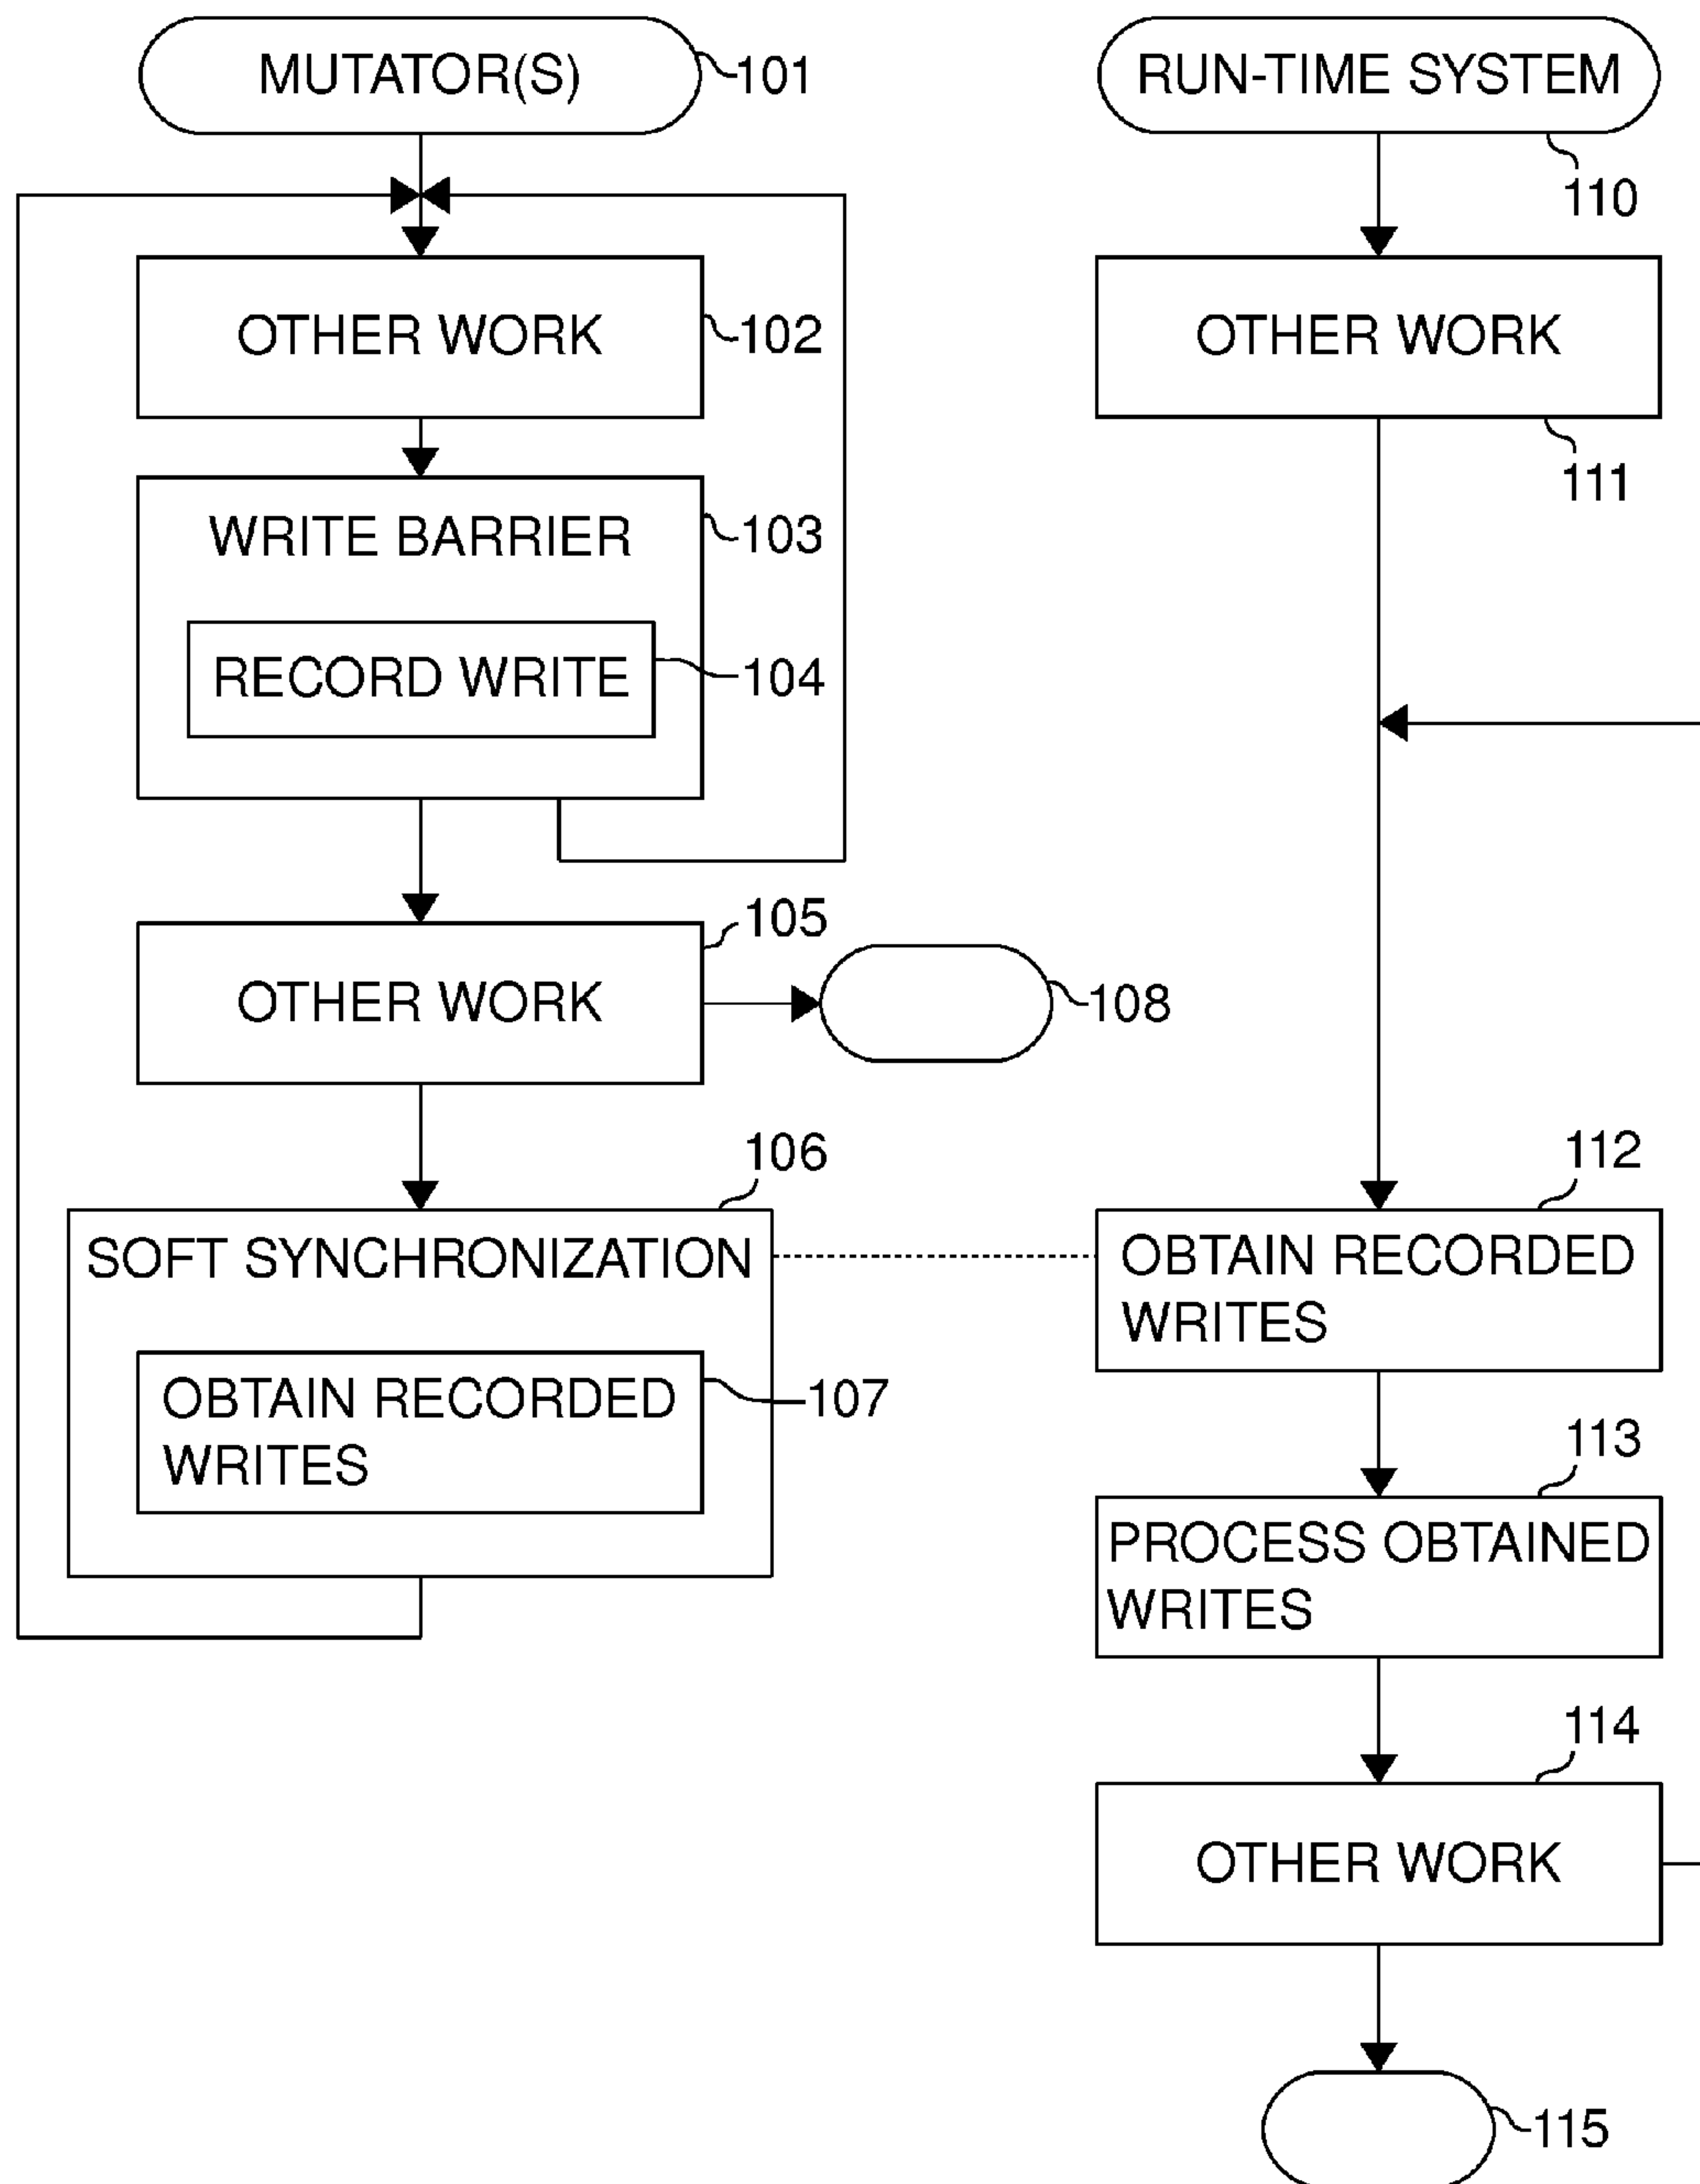 MUTATOR(S)
101
OTHER WORK
102
WRITE BARRIER
103
RECORD WRITE
104
OTHER WORK
105
108
106
SOFT SYNCHRONIZATION
OBTAIN RECORDED
WRITES
107
RUN-TIME SYSTEM
110
OTHER WORK
111
112
OBTAIN RECORDED
WRITES
113
PROCESS OBTAINED
WRITES
114
OTHER WORK
115